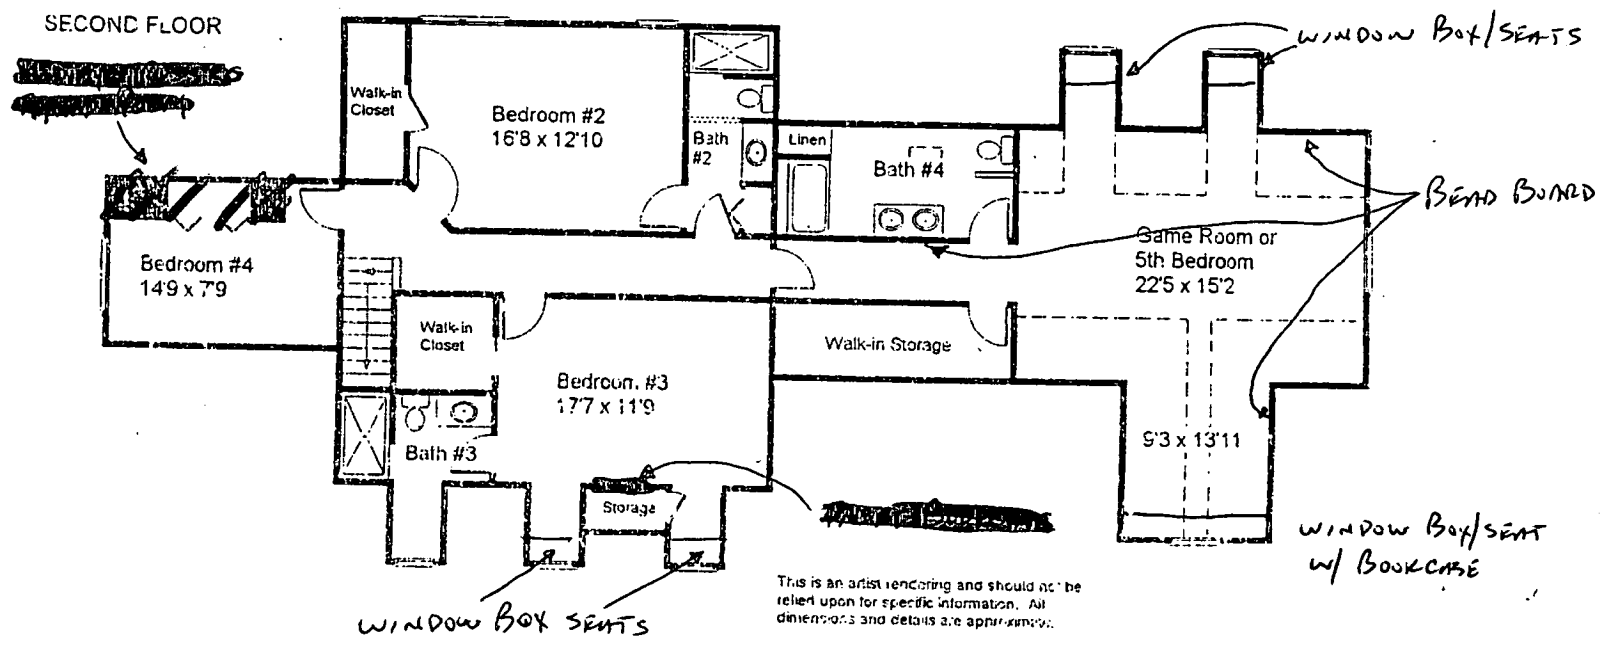 SECOND FLOOR
WINDOW BOX/SEATS
Walk-in
Closet
Bedroom #2
16'8 x 12'10
Bath
#2
Linen
Bath #4
BEAD BOARD
Bedroom #4
14'9 x 7'9
Game Room or
5th Bedroom
22'5 x 15'2
Walk-in
Closet
Walk-in Storage
Bedroom #3
17'7 x 11'9
Bath #3
9'3 x 13'11
Storage
WINDOW BOX/SEAT
W/ BOOKCASE
WINDOW BOX SEATS
This is an artist rendering and should not be
relied upon for specific information. All
dimensions and details are approximate.